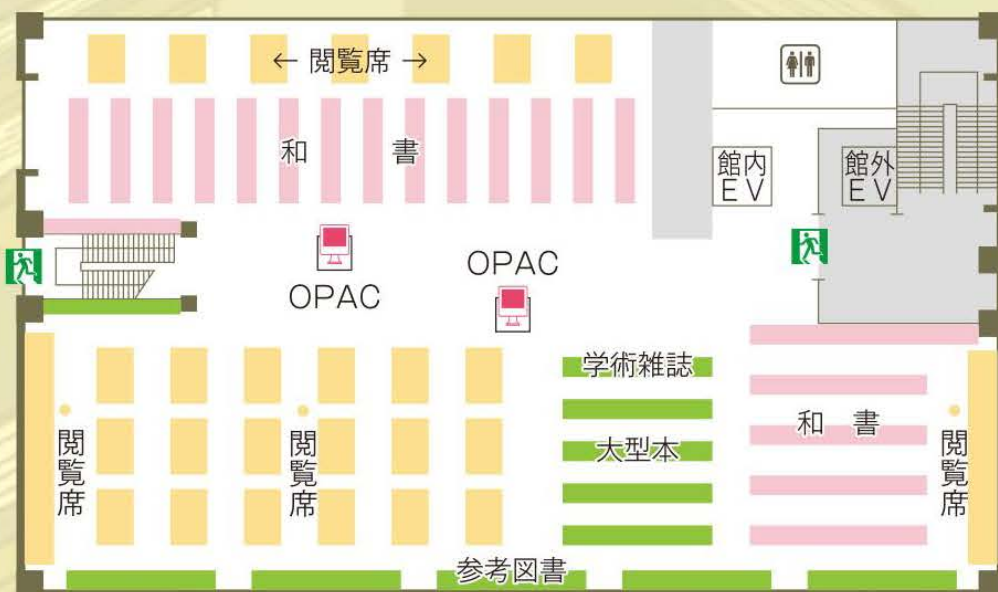 ← 閲覧席 →
和 書
館内
EV
館外
EV
OPAC
OPAC
学術雑誌
大型本
和 書
閲覧席
閲覧席
閲覧席
参考図書